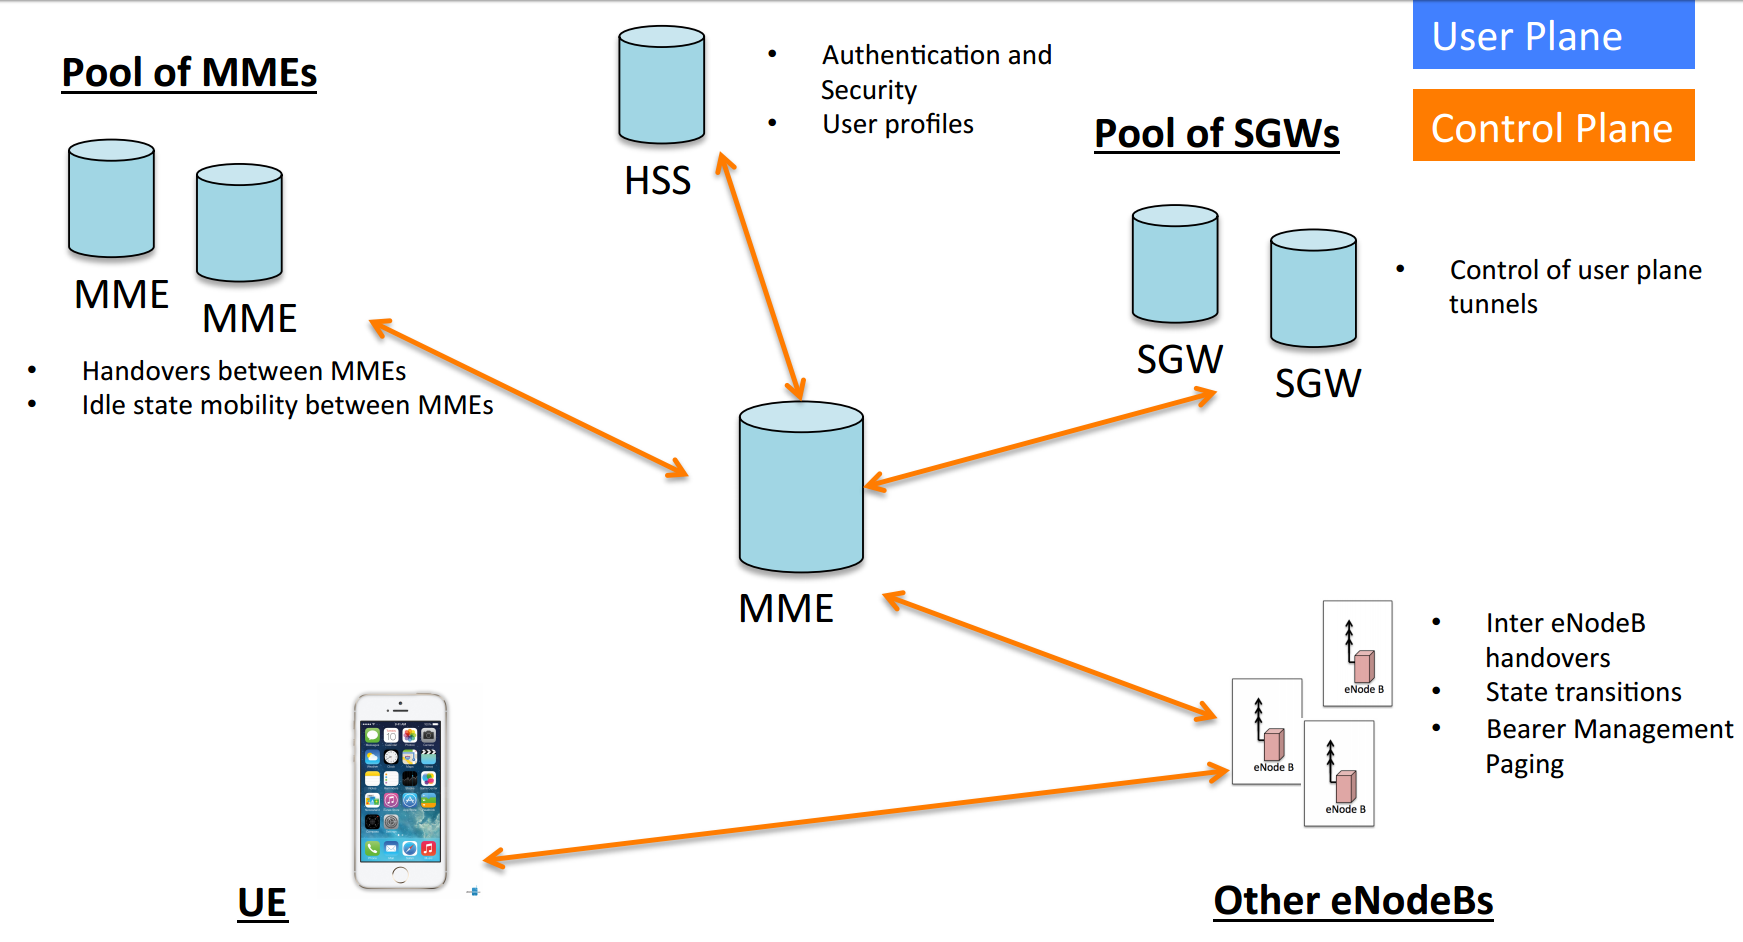 User Plane
Control Plane
Pool of MMEs
MME
MME
• Handovers between MMEs
• Idle state mobility between MMEs
HSS
• Authentication and
Security
• User profiles
Pool of SGWs
SGW
SGW
• Control of user plane
tunnels
MME
eNode B
eNode B
eNode B
• Inter eNodeB
handovers
• State transitions
• Bearer Management
Paging
UE
Other eNodeBs